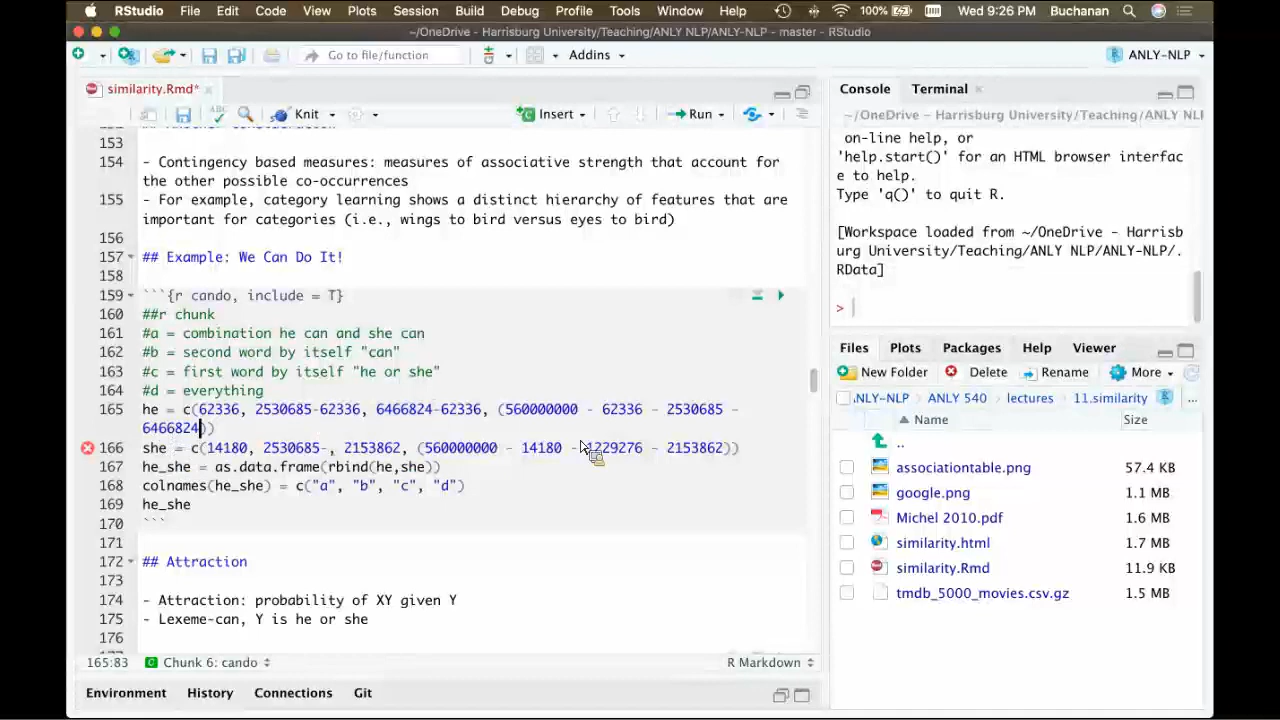 RStudio File Edit Code View Plots Session Build Debug Profile Tools Window Help 100% Wed 9:26 PM Buchanan
~/OneDrive - Harrisburg University/Teaching/ANLY NLP/ANLY-NLP - master - RStudio
Go to file/function Addins ANLY-NLP
similarity.Rmd*
Knit Insert Run
153
154 - Contingency based measures: measures of associative strength that account for
the other possible co-occurrences
155 - For example, category learning shows a distinct hierarchy of features that are
important for categories (i.e., wings to bird versus eyes to bird)
156
157 ## Example: We Can Do It!
158
159 ```{r cando, include = T}
160 ##r chunk
161 #a = combination he can and she can
162 #b = second word by itself "can"
163 #c = first word by itself "he or she"
164 #d = everything
165 he = c(62336, 2530685-62336, 6466824-62336, (560000000 - 62336 - 2530685 -
6466824))
166 she = c(14180, 2530685-, 2153862, (560000000 - 14180 - 1229276 - 2153862))
167 he_she = as.data.frame(rbind(he,she))
168 colnames(he_she) = c("a", "b", "c", "d")
169 he_she
170 ```
171
172 ## Attraction
173
174 - Attraction: probability of XY given Y
175 - Lexeme-can, Y is he or she
176
165:83 Chunk 6: cando R Markdown
Environment History Connections Git
Console Terminal
~/OneDrive - Harrisburg University/Teaching/ANLY NL
on-line help, or
'help.start()' for an HTML browser interfac
e to help.
Type 'q()' to quit R.
[Workspace loaded from ~/OneDrive - Harrisb
urg University/Teaching/ANLY NLP/ANLY-NLP/.
RData]
>
Files Plots Packages Help Viewer
New Folder Delete Rename More
.NLY-NLP ANLY 540 lectures 11.similarity ...
Name Size
..
associationtable.png 57.4 KB
google.png 1.1 MB
Michel 2010.pdf 1.6 MB
similarity.html 1.7 MB
similarity.Rmd 11.9 KB
tmdb_5000_movies.csv.gz 1.5 MB